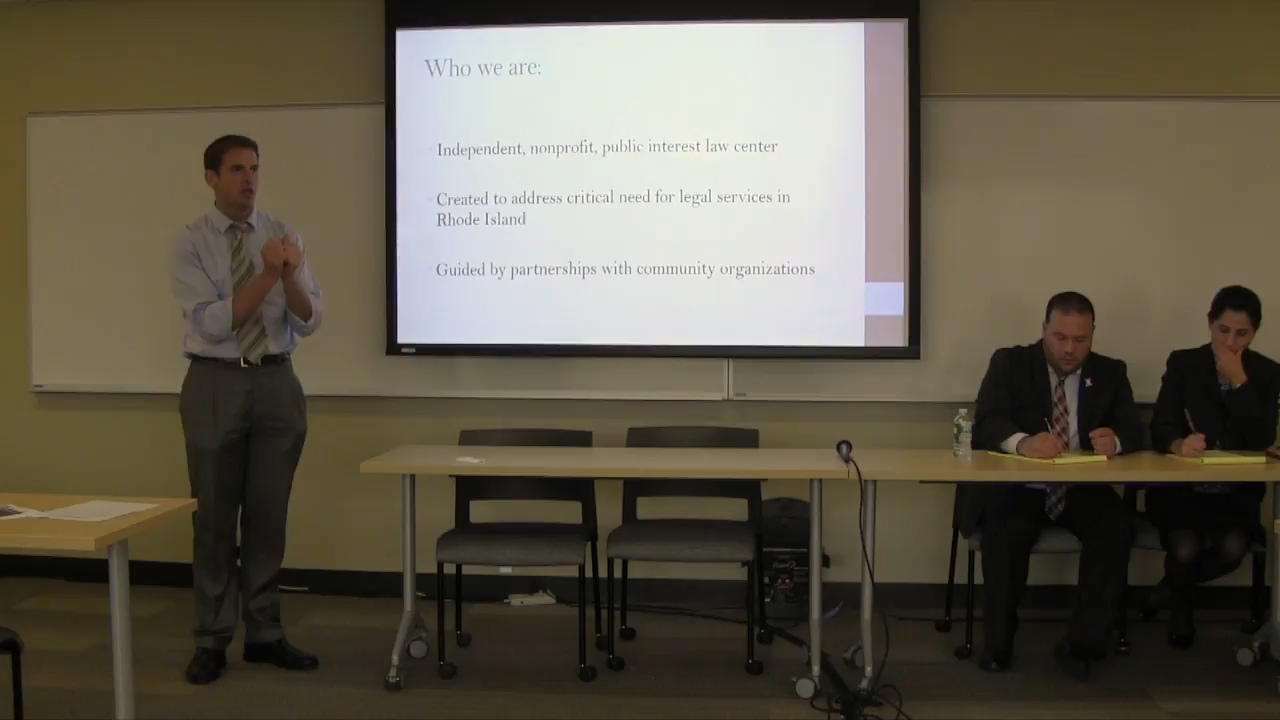 Who we are:
Independent, nonprofit, public interest law center
Created to address critical need for legal services in
Rhode Island
Guided by partnerships with community organizations